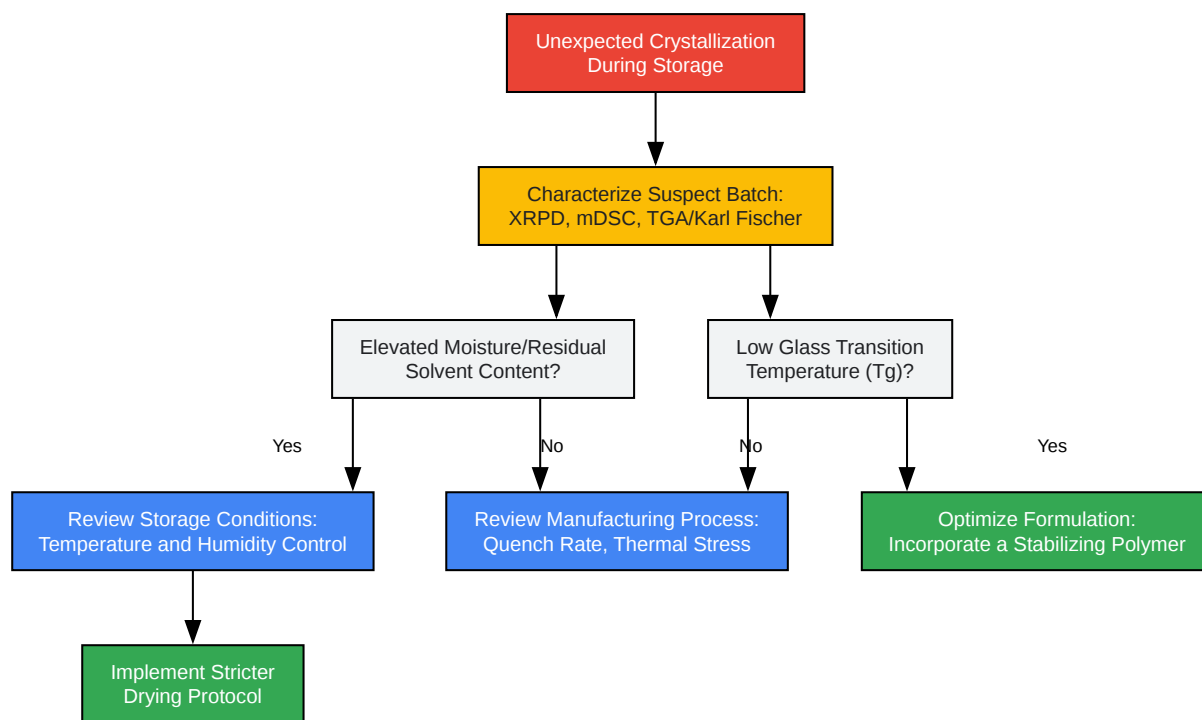 Unexpected Crystallization
During Storage
Characterize Suspect Batch:
XRPD, mDSC, TGA/Karl Fischer
Elevated Moisture/Residual
Solvent Content?
Low Glass Transition
Temperature (Tg)?
Yes
No
No
Yes
Review Storage Conditions:
Temperature and Humidity Control
Review Manufacturing Process:
Quench Rate, Thermal Stress
Optimize Formulation:
Incorporate a Stabilizing Polymer
Implement Stricter
Drying Protocol